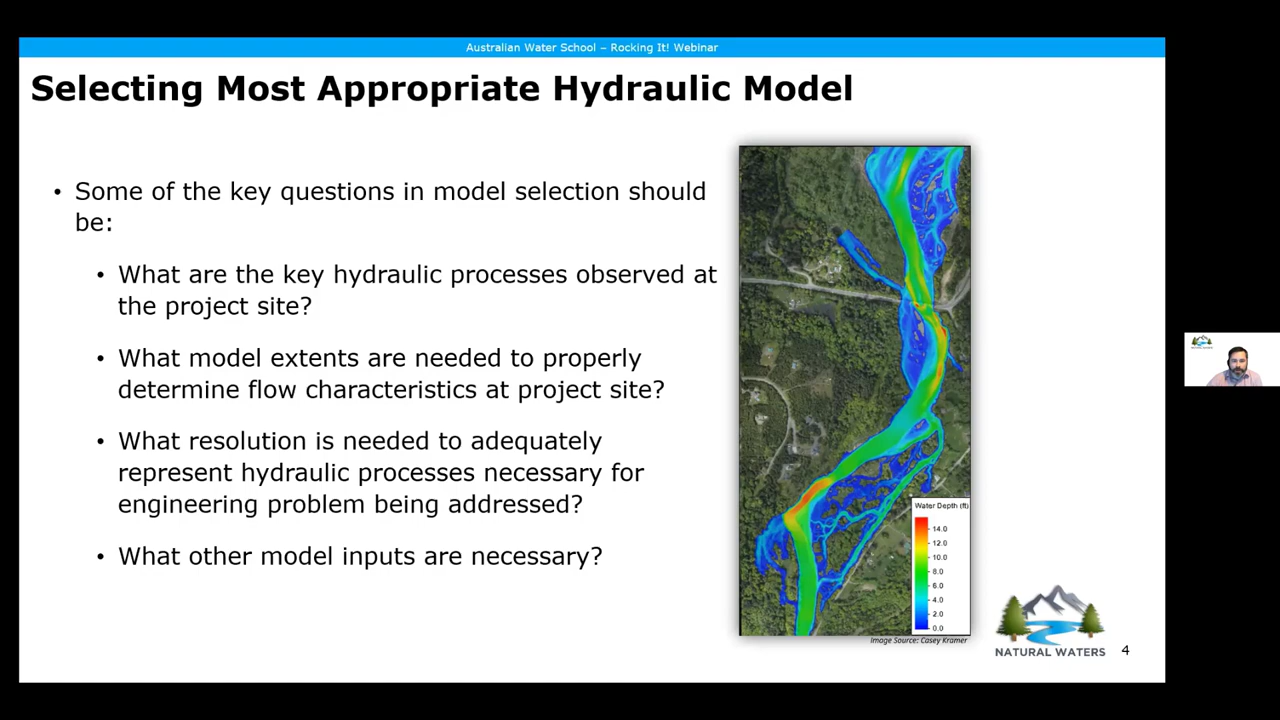 Australian Water School – Rocking It! Webinar
Selecting Most Appropriate Hydraulic Model
• Some of the key questions in model selection should
be:
• What are the key hydraulic processes observed at
the project site?
• What model extents are needed to properly
determine flow characteristics at project site?
• What resolution is needed to adequately
represent hydraulic processes necessary for
engineering problem being addressed?
• What other model inputs are necessary?
Water Depth (ft)
14.0
12.0
10.0
8.0
6.0
4.0
2.0
0.0
Image Source: Casey Kramer
NATURAL WATERS
4